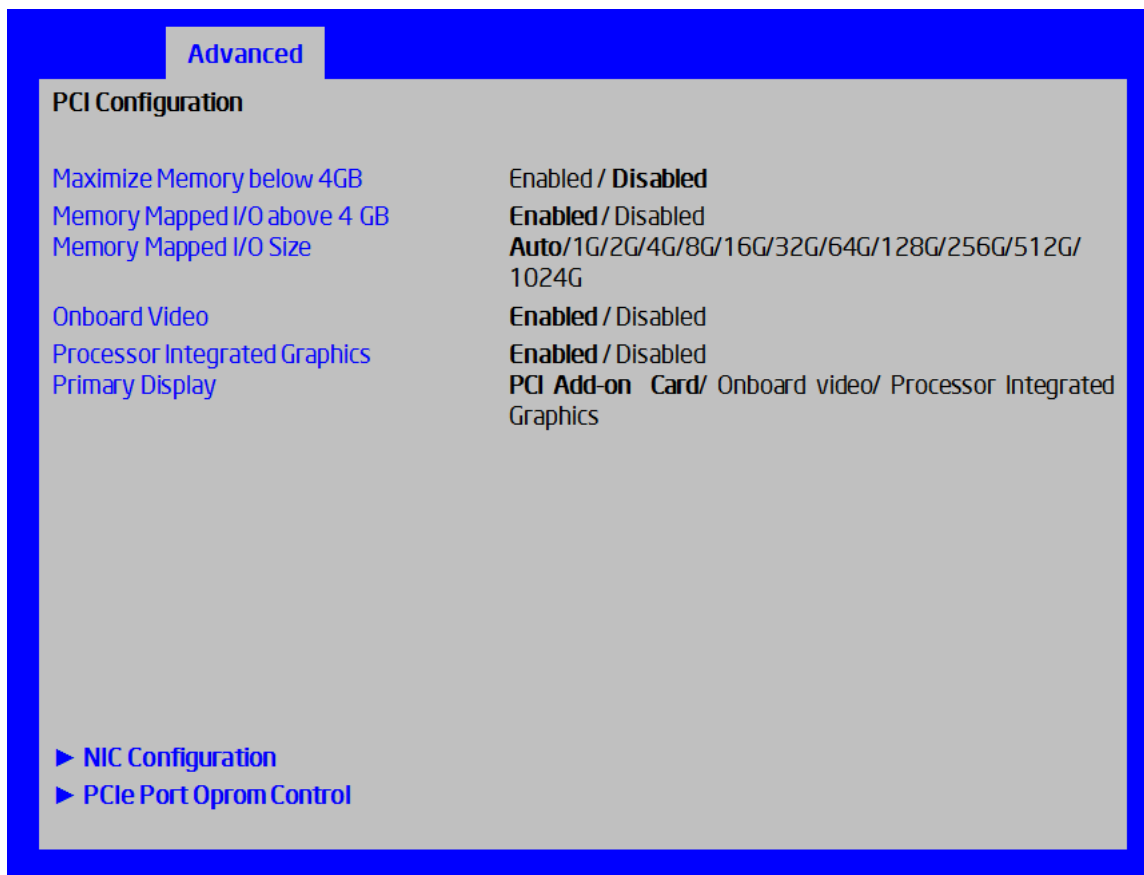 Advanced
PCI Configuration
Maximize Memory below 4GB Enabled / Disabled
Memory Mapped I/O above 4 GB Enabled / Disabled
Memory Mapped I/O Size Auto/1G/2G/4G/8G/16G/32G/64G/128G/256G/512G/
1024G
Onboard Video Enabled / Disabled
Processor Integrated Graphics Enabled / Disabled
Primary Display PCI Add-on Card/ Onboard video/ Processor Integrated
Graphics
► NIC Configuration
► PCIe Port Oprom Control